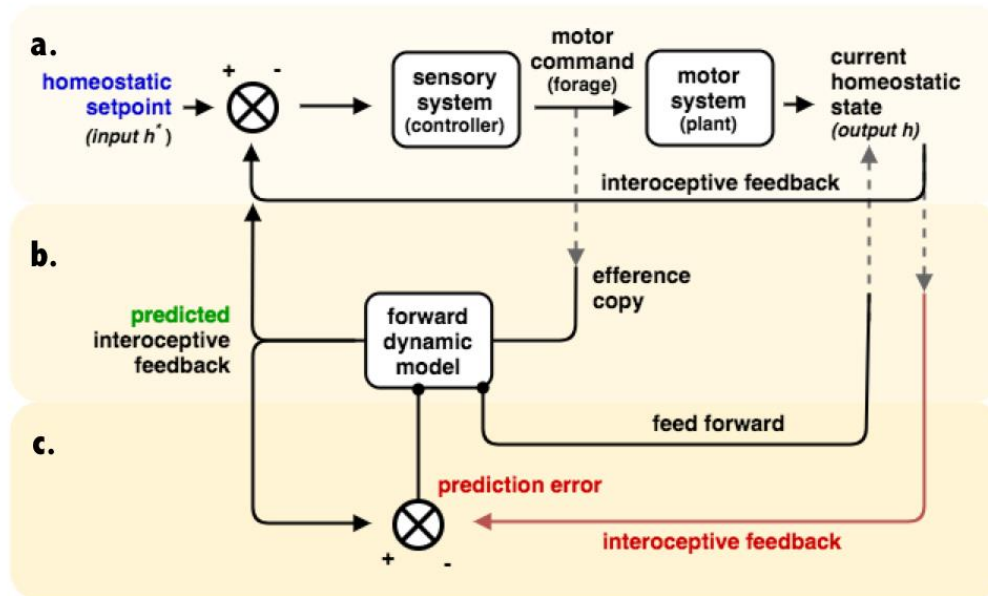 a.
homeostatic
setpoint
(input h*)
+ -
sensory
system
(controller)
motor
command
(forage)
motor
system
(plant)
current
homeostatic
state
(output h)
interoceptive feedback
b.
efference
copy
predicted
interoceptive
feedback
forward
dynamic
model
feed forward
c.
prediction error
interoceptive feedback
+ -